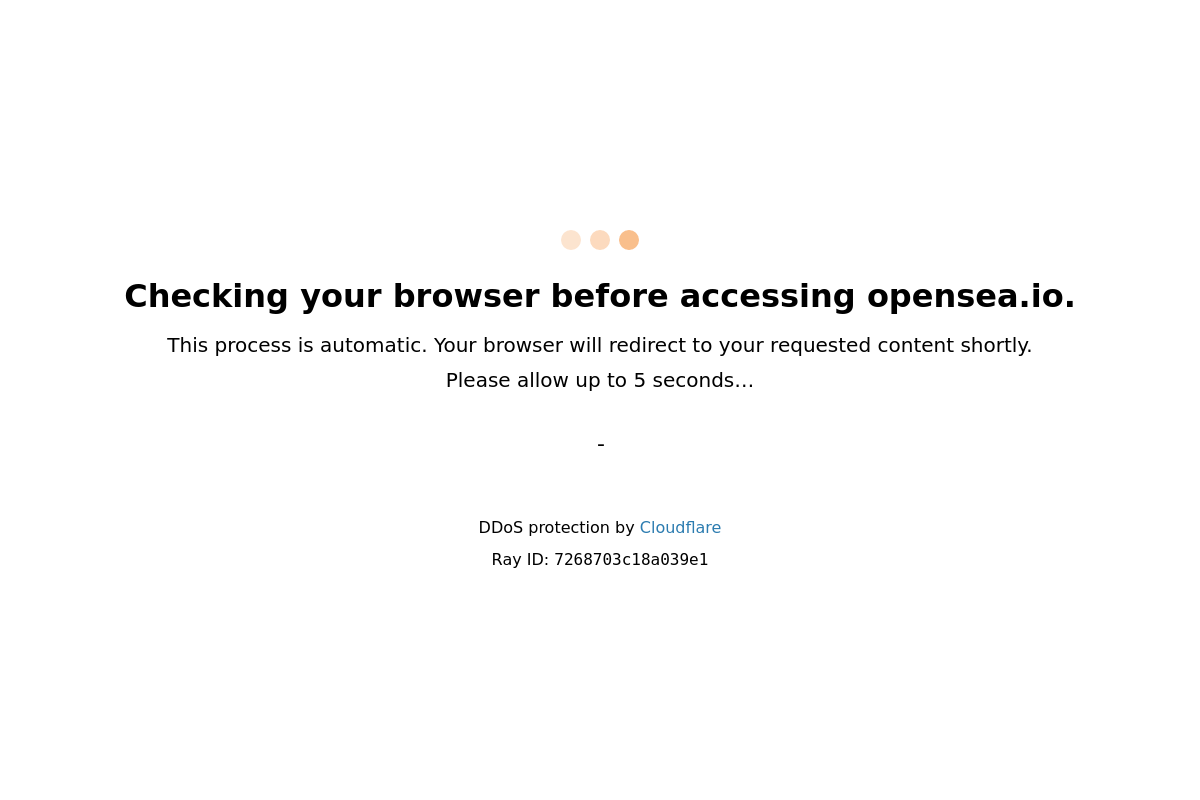 Checking your browser before accessing opensea.io.
This process is automatic. Your browser will redirect to your requested content shortly.
Please allow up to 5 seconds…
-
DDoS protection by Cloudflare
Ray ID: 7268703c18a039e1